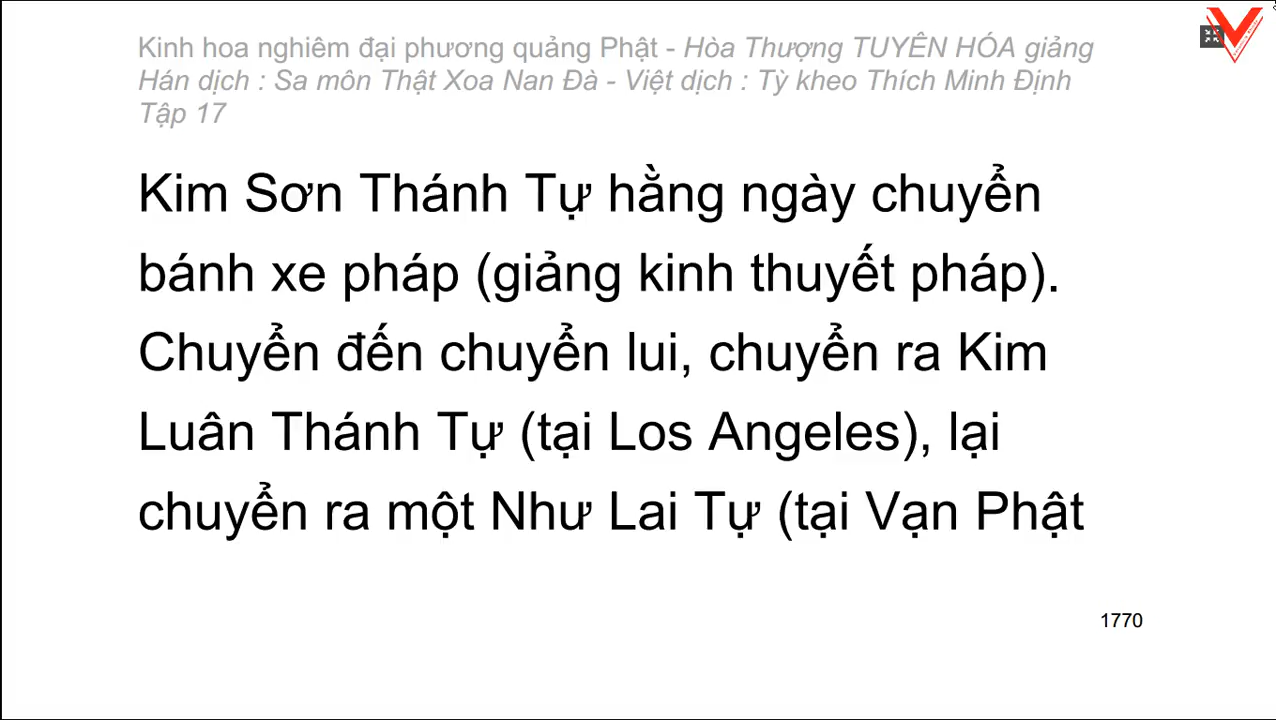 Kinh hoa nghiêm đại phương quảng Phật - Hòa Thượng TUYÊN HÓA giảng
Hán dịch : Sa môn Thật Xoa Nan Đà - Việt dịch : Tỳ kheo Thích Minh Định
Tập 17
Kim Sơn Thánh Tự hằng ngày chuyển
bánh xe pháp (giảng kinh thuyết pháp).
Chuyển đến chuyển lui, chuyển ra Kim
Luân Thánh Tự (tại Los Angeles), lại
chuyển ra một Như Lai Tự (tại Vạn Phật
1770